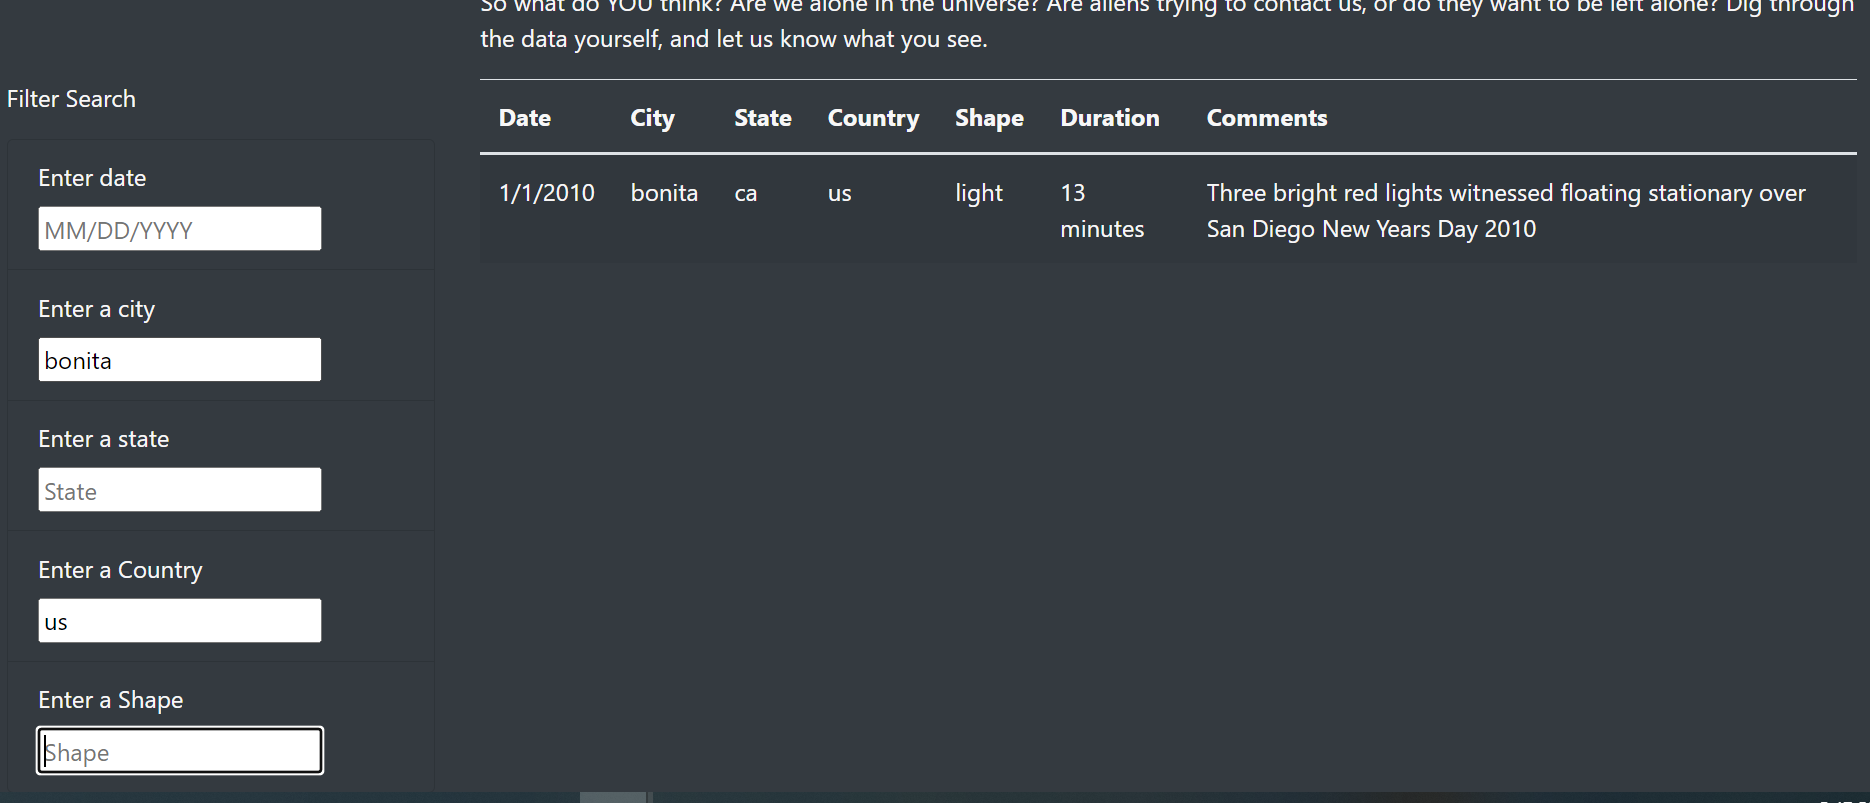 So what do YOU think? Are we alone in the universe? Are aliens trying to contact us, or do they want to be left alone? Dig through
the data yourself, and let us know what you see.
Filter Search
Date City State Country Shape Duration Comments
1/1/2010 bonita ca us light 13 Three bright red lights witnessed floating stationary over
minutes San Diego New Years Day 2010
Enter date
MM/DD/YYYY
Enter a city
bonita
Enter a state
State
Enter a Country
us
Enter a Shape
Shape